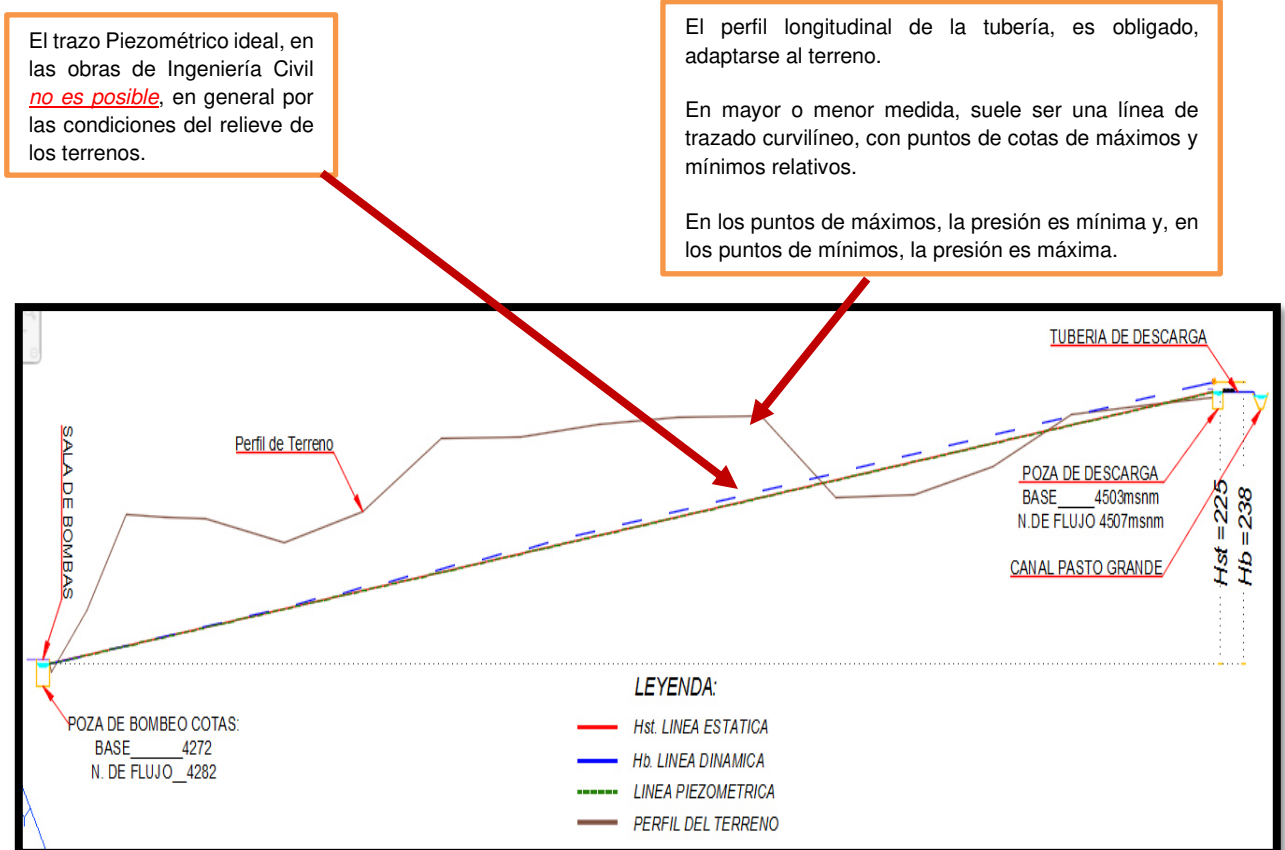 El trazo Piezométrico ideal, en
las obras de Ingeniería Civil
no es posible, en general por
las condiciones del relieve de
los terrenos.
El perfil longitudinal de la tubería, es obligado,
adaptarse al terreno.
En mayor o menor medida, suele ser una línea de
trazado curvilíneo, con puntos de cotas de máximos y
mínimos relativos.
En los puntos de máximos, la presión es mínima y, en
los puntos de mínimos, la presión es máxima.
TUBERIA DE DESCARGA
SALA DE BOMBAS
Perfil de Terreno
POZA DE DESCARGA
BASE_____4503msnm
N.DE FLUJO 4507msnm
CANAL PASTO GRANDE
Hst =225
Hb =238
POZA DE BOMBEO COTAS:
BASE_______4272
N. DE FLUJO__4282
LEYENDA:
Hst. LINEA ESTATICA
Hb. LINEA DINAMICA
LINEA PIEZOMETRICA
PERFIL DEL TERRENO